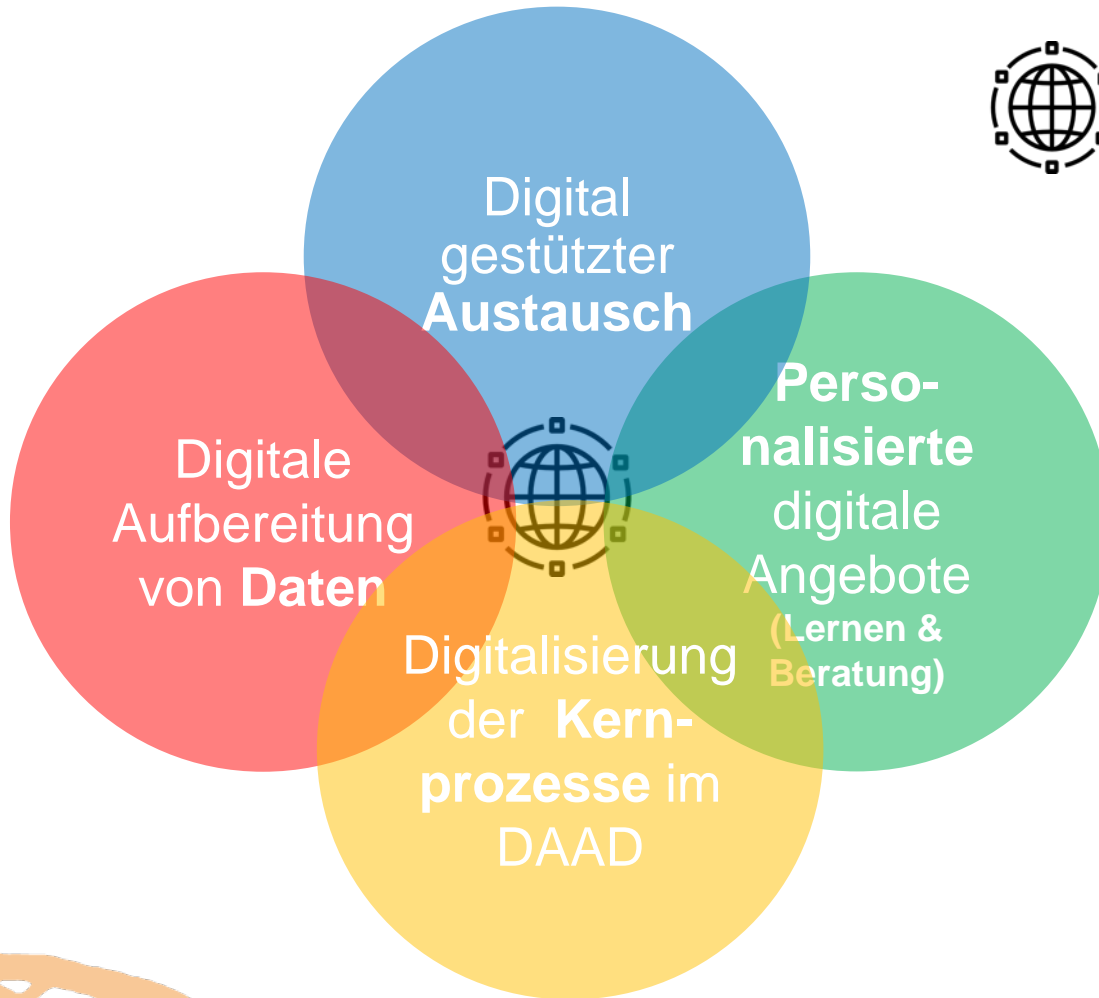 Digital
gestützter
Austausch
Digitale
Aufbereitung
von Daten
Perso-
nalisierte
digitale
Angebote
(Lernen &
Beratung)
Digitalisierung
der Kern-
prozesse im
DAAD